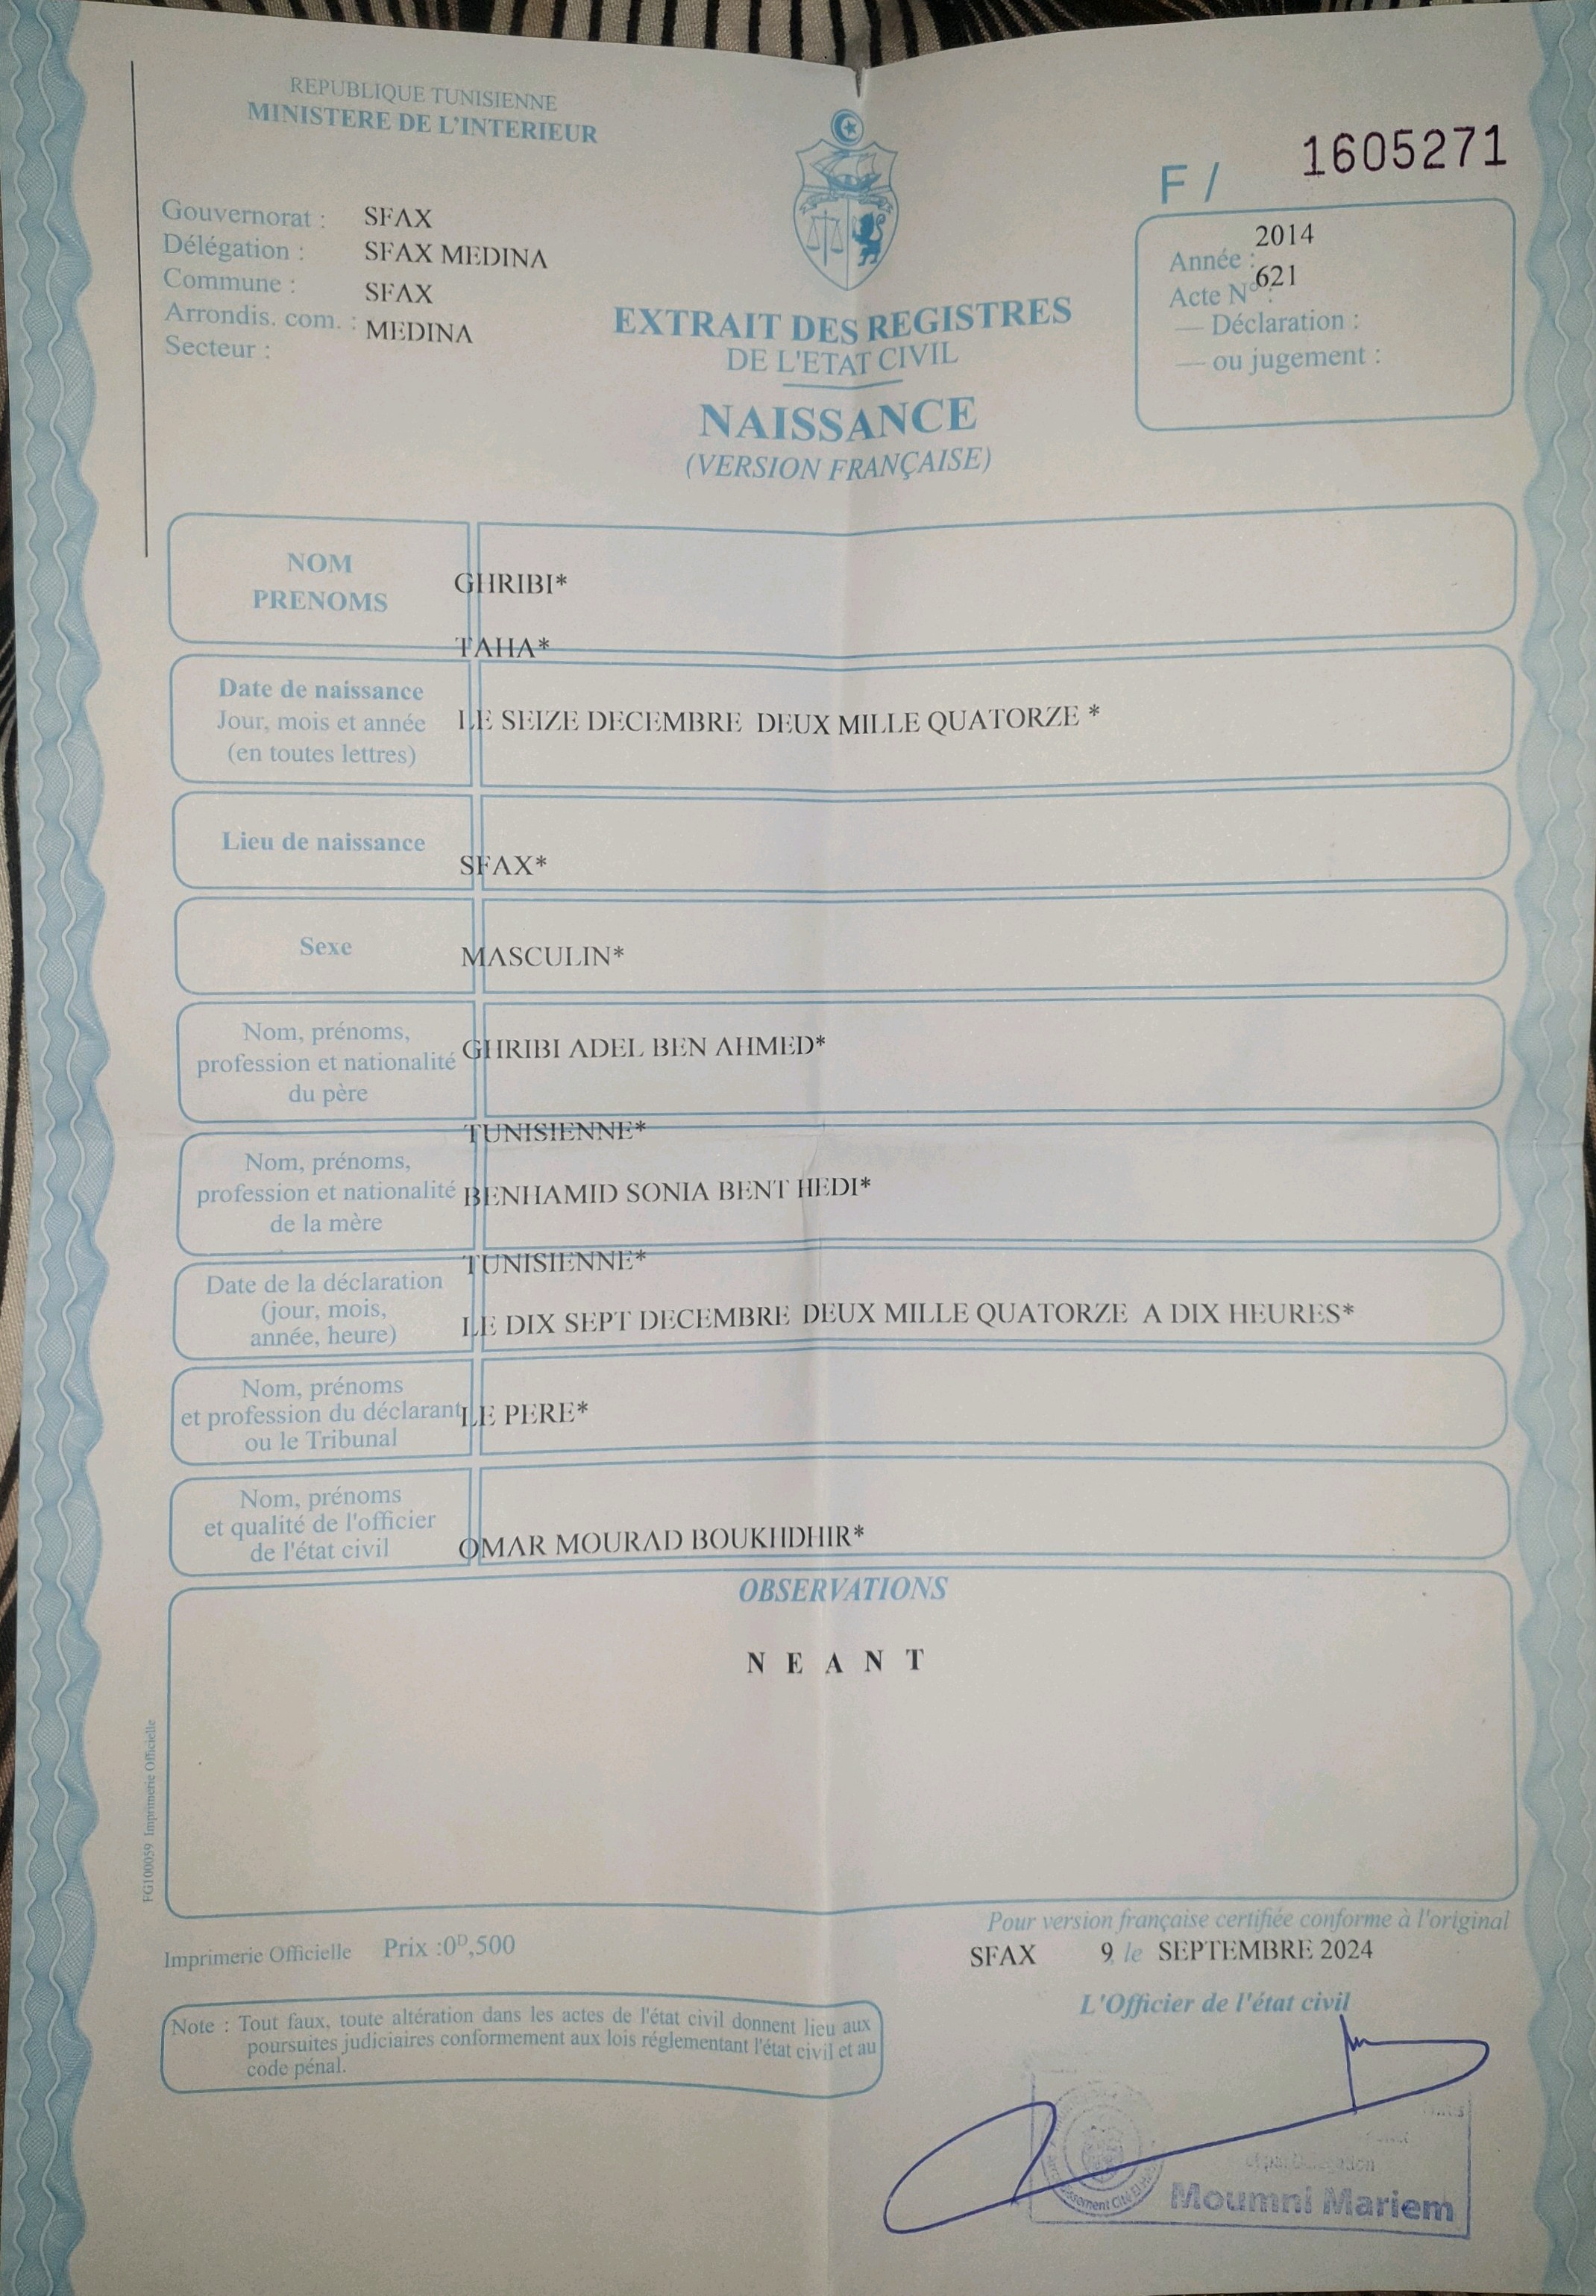 REPUBLIQUE TUNISIENNE
MINISTERE DE L'INTERIEUR
F / 1605271
Gouvernorat : SFAX
Délégation : SFAX MEDINA
Commune : SFAX
Arrondis. com. : MEDINA
Secteur :
EXTRAIT DES REGISTRES
DE L'ETAT CIVIL
NAISSANCE
(VERSION FRANÇAISE)
Année : 2014
Acte N° : 621
— Déclaration :
— ou jugement :
NOM
PRENOMS
GHRIBI*
TAHA*
Date de naissance
Jour, mois et année
(en toutes lettres)
LE SEIZE DECEMBRE DEUX MILLE QUATORZE *
Lieu de naissance
SFAX*
Sexe
MASCULIN*
Nom, prénoms,
profession et nationalité
du père
GHRIBI ADEL BEN AHMED*
TUNISIENNE*
Nom, prénoms,
profession et nationalité
de la mère
BENHAMID SONIA BENT HEDI*
TUNISIENNE*
Date de la déclaration
(jour, mois,
année, heure)
LE DIX SEPT DECEMBRE DEUX MILLE QUATORZE A DIX HEURES*
Nom, prénoms
et profession du déclarant
ou le Tribunal
LE PERE*
Nom, prénoms
et qualité de l'officier
de l'état civil
OMAR MOURAD BOUKHDHIR*
OBSERVATIONS
N E A N T
FG100059 Imprimerie Officielle
Pour version française certifiée conforme à l'original
Imprimerie Officielle Prix :0ᴰ,500
SFAX 9, le SEPTEMBRE 2024
L'Officier de l'état civil
Note : Tout faux, toute altération dans les actes de l'état civil donnent lieu aux
poursuites judiciaires conformement aux lois réglementant l'état civil et au
code pénal.
Moumni Mariem